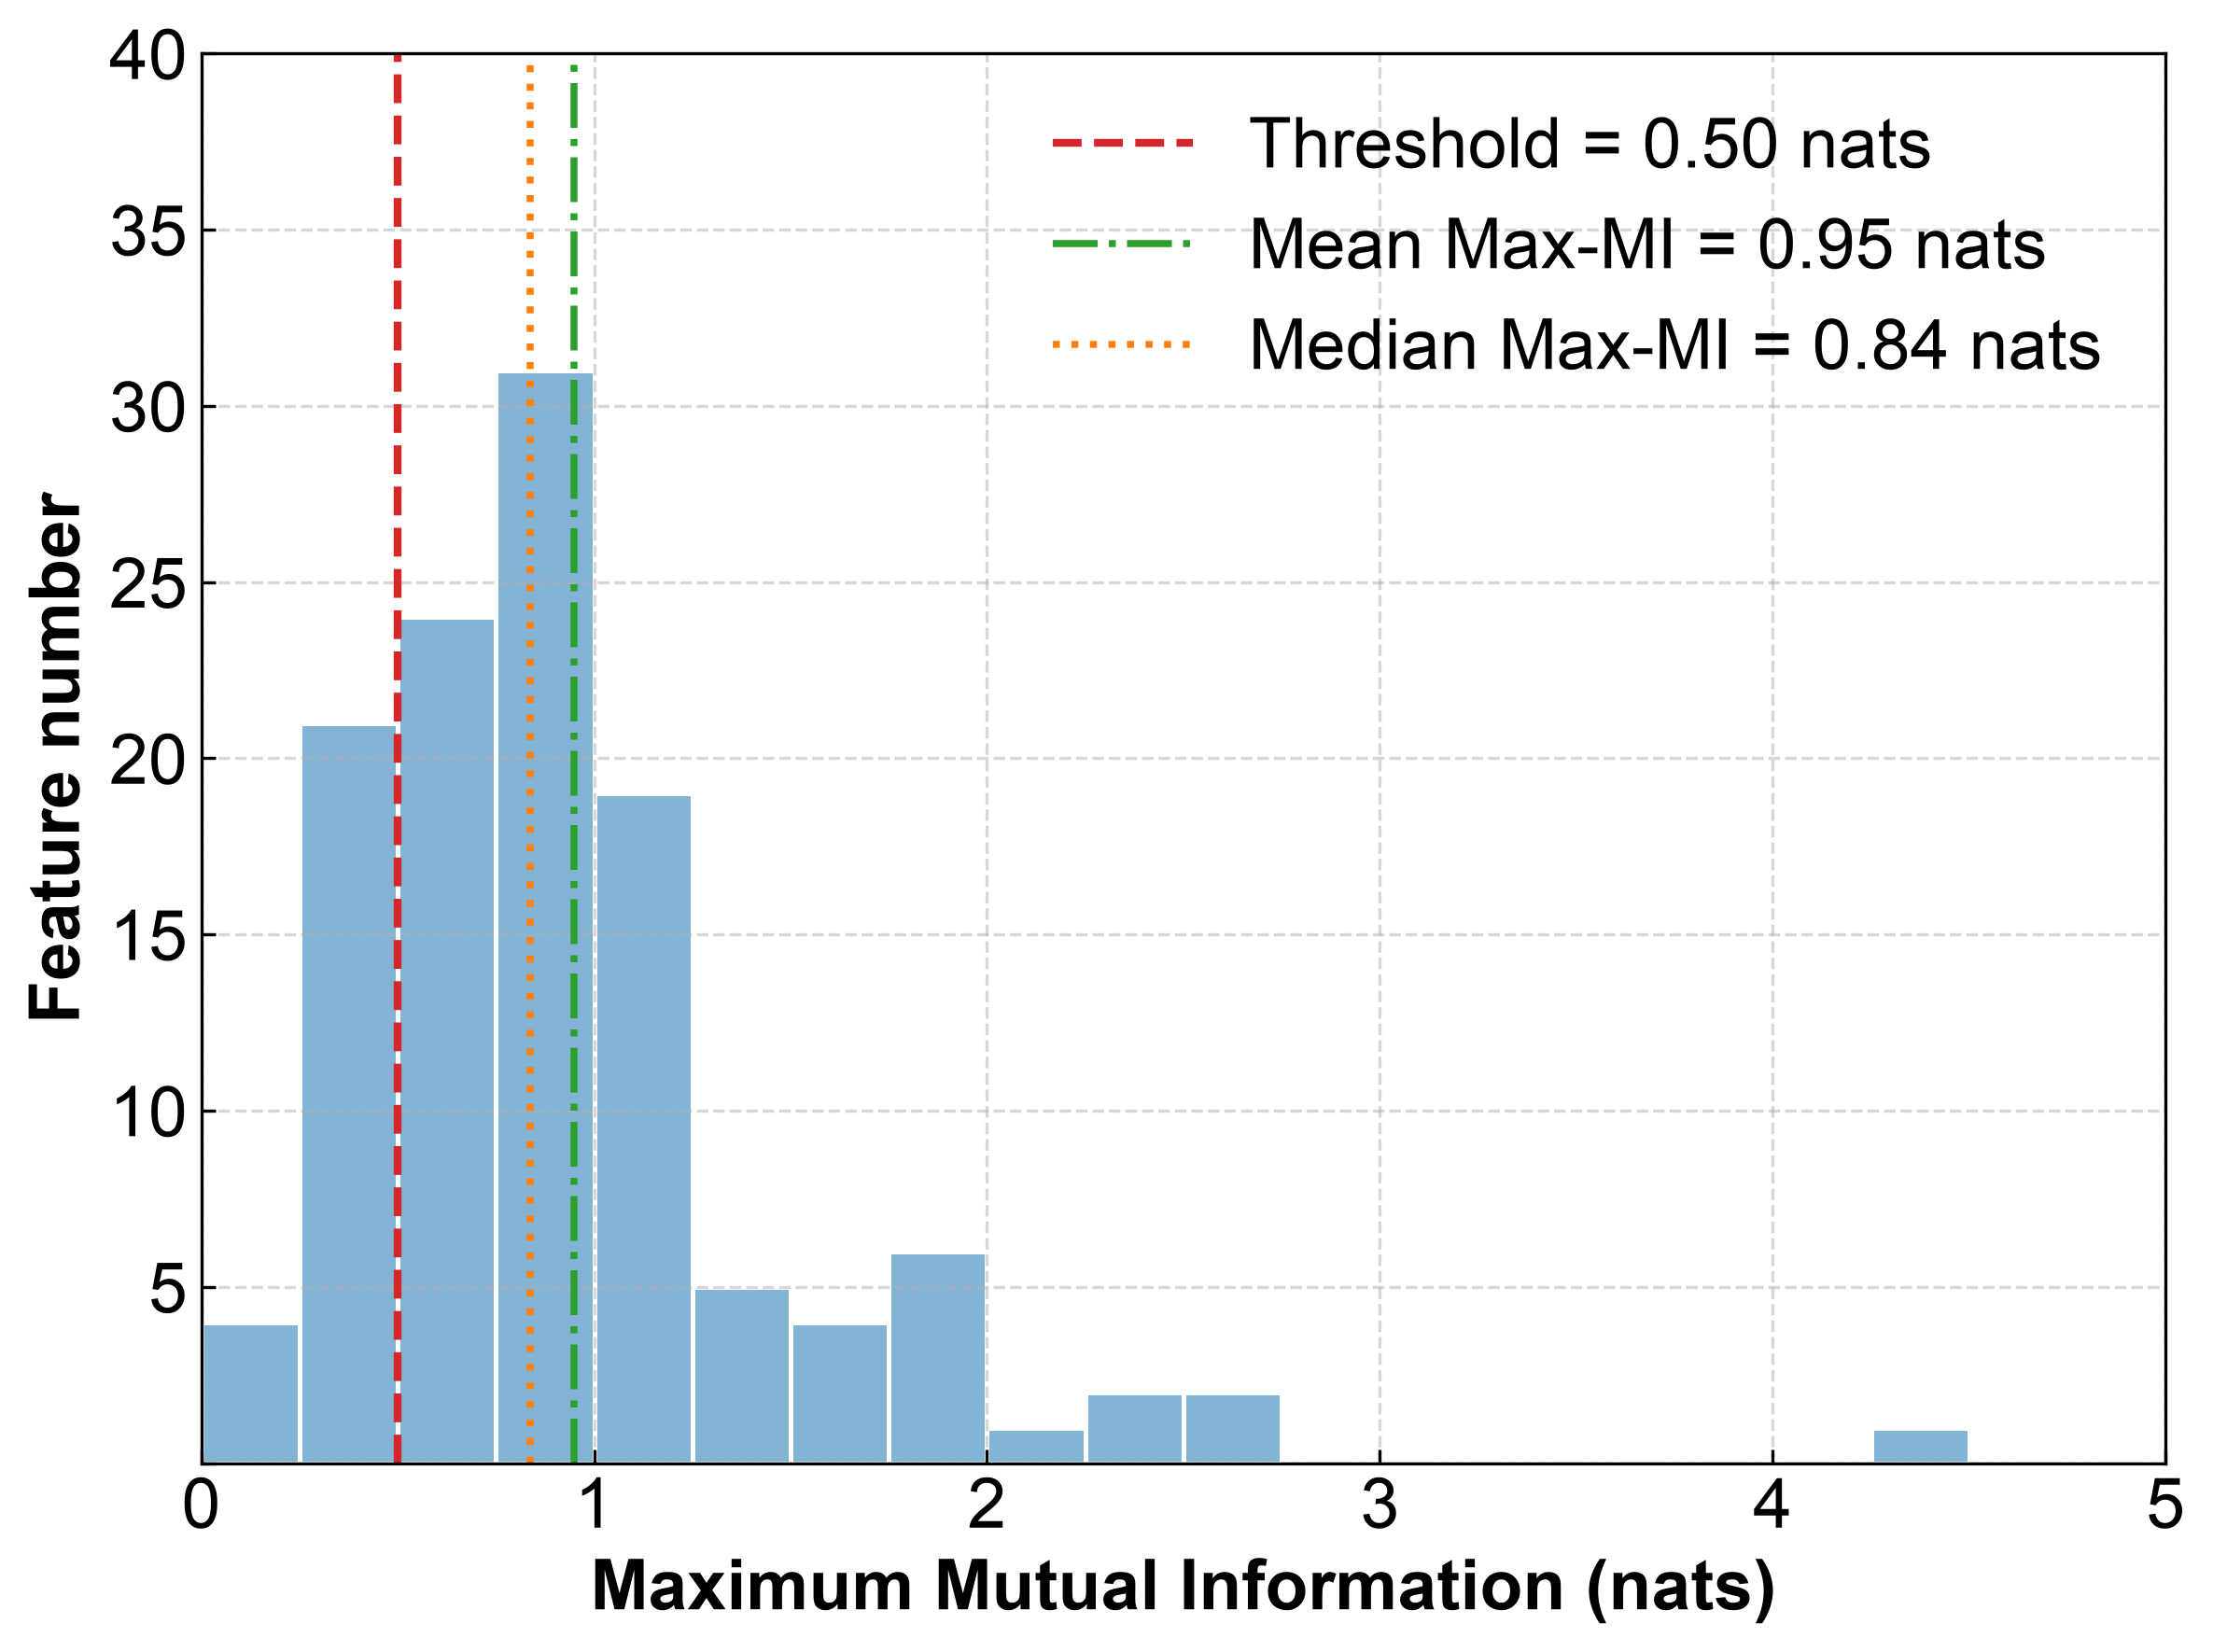 40
35
30
25
20
15
10
5
Feature number
Threshold = 0.50 nats
Mean Max-MI = 0.95 nats
Median Max-MI = 0.84 nats
0 1 2 3 4 5
Maximum Mutual Information (nats)